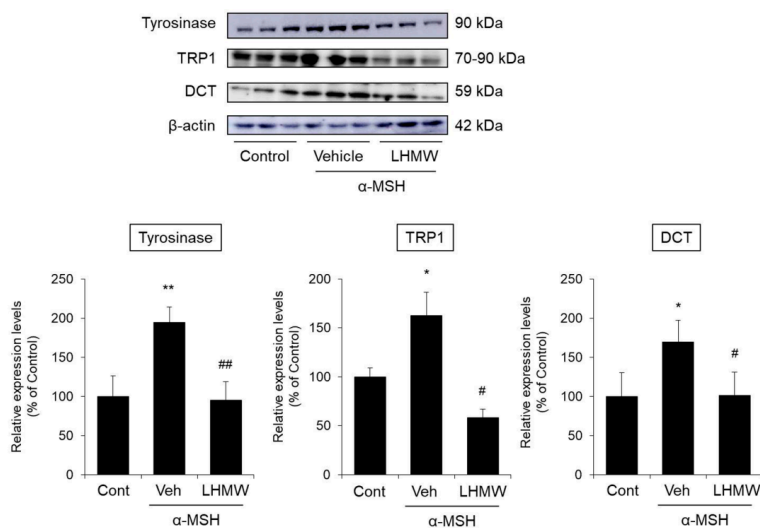 Tyrosinase 90 kDa
TRP1 70-90 kDa
DCT 59 kDa
β-actin 42 kDa
Control Vehicle LHMW
α-MSH
Tyrosinase
Relative expression levels
(% of Control)
250
200
150
100
50
0
**
##
Cont Veh LHMW
α-MSH
TRP1
Relative expression levels
(% of Control)
200
150
100
50
0
*
#
Cont Veh LHMW
α-MSH
DCT
Relative expression levels
(% of Control)
250
200
150
100
50
0
*
#
Cont Veh LHMW
α-MSH